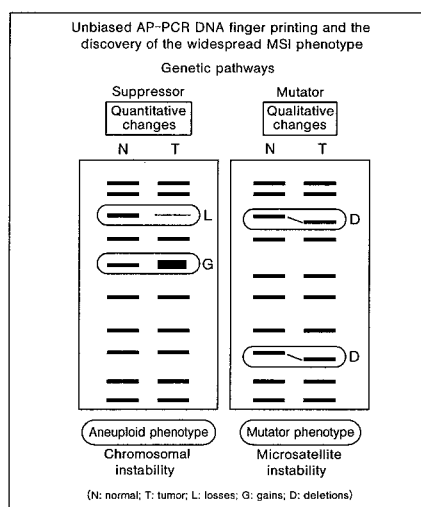 Unbiased AP-PCR DNA finger printing and the
discovery of the widespread MSI phenotype
Genetic pathways
Suppressor
Quantitative
changes
N T
L
G
Aneuploid phenotype
Chromosomal
instability
Mutator
Qualitative
changes
N T
D
D
Mutator phenotype
Microsatellite
instability
(N: normal; T: tumor; L: losses; G: gains; D: deletions)